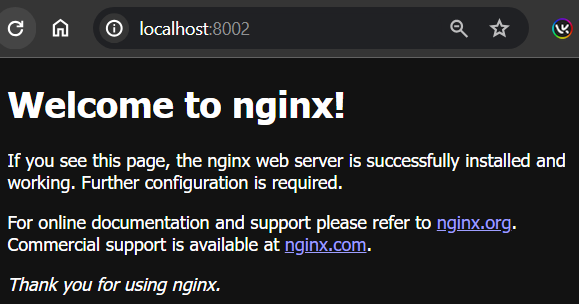 localhost:8002
Welcome to nginx!
If you see this page, the nginx web server is successfully installed and
working. Further configuration is required.
For online documentation and support please refer to nginx.org.
Commercial support is available at nginx.com.
Thank you for using nginx.